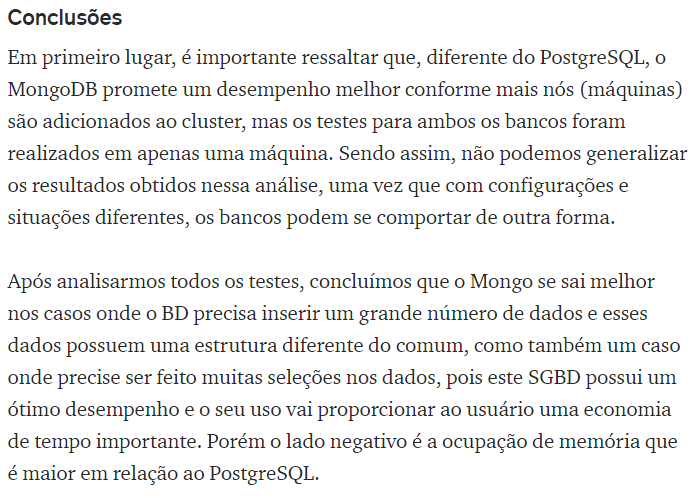 Conclusões
Em primeiro lugar, é importante ressaltar que, diferente do PostgreSQL, o
MongoDB promete um desempenho melhor conforme mais nós (máquinas)
são adicionados ao cluster, mas os testes para ambos os bancos foram
realizados em apenas uma máquina. Sendo assim, não podemos generalizar
os resultados obtidos nessa análise, uma vez que com configurações e
situações diferentes, os bancos podem se comportar de outra forma.
Após analisarmos todos os testes, concluímos que o Mongo se sai melhor
nos casos onde o BD precisa inserir um grande número de dados e esses
dados possuem uma estrutura diferente do comum, como também um caso
onde precise ser feito muitas seleções nos dados, pois este SGBD possui um
ótimo desempenho e o seu uso vai proporcionar ao usuário uma economia
de tempo importante. Porém o lado negativo é a ocupação de memória que
é maior em relação ao PostgreSQL.